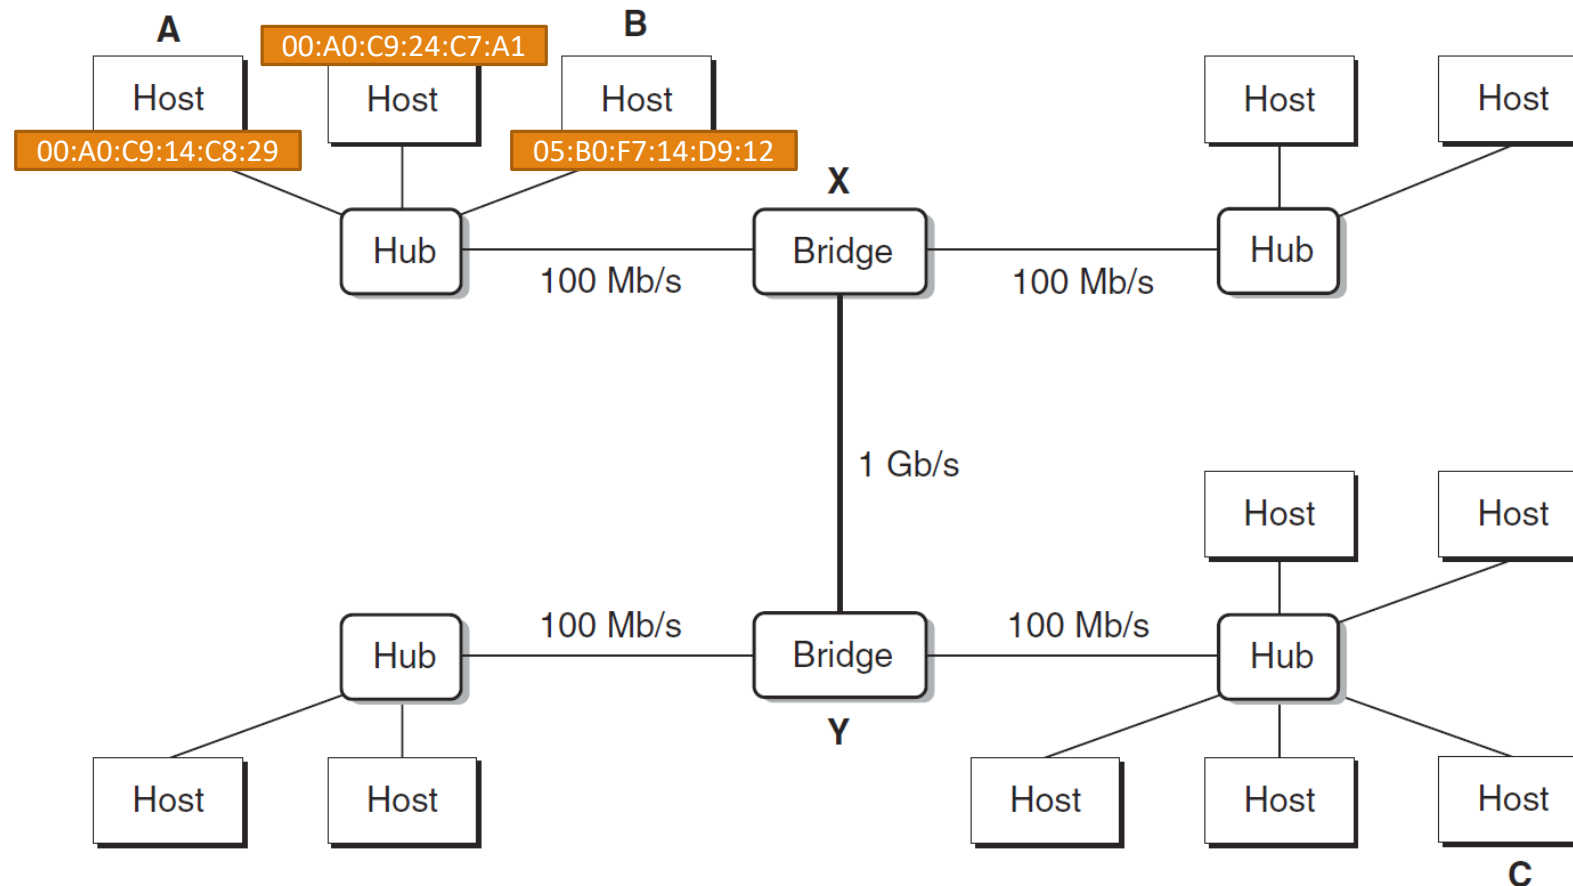 A
B
00:A0:C9:24:C7:A1
Host
Host
Host
Host
Host
00:A0:C9:14:C8:29
05:B0:F7:14:D9:12
X
Hub
Bridge
Hub
100 Mb/s
100 Mb/s
1 Gb/s
Host
Host
100 Mb/s
100 Mb/s
Hub
Bridge
Hub
Y
Host
Host
Host
Host
Host
C